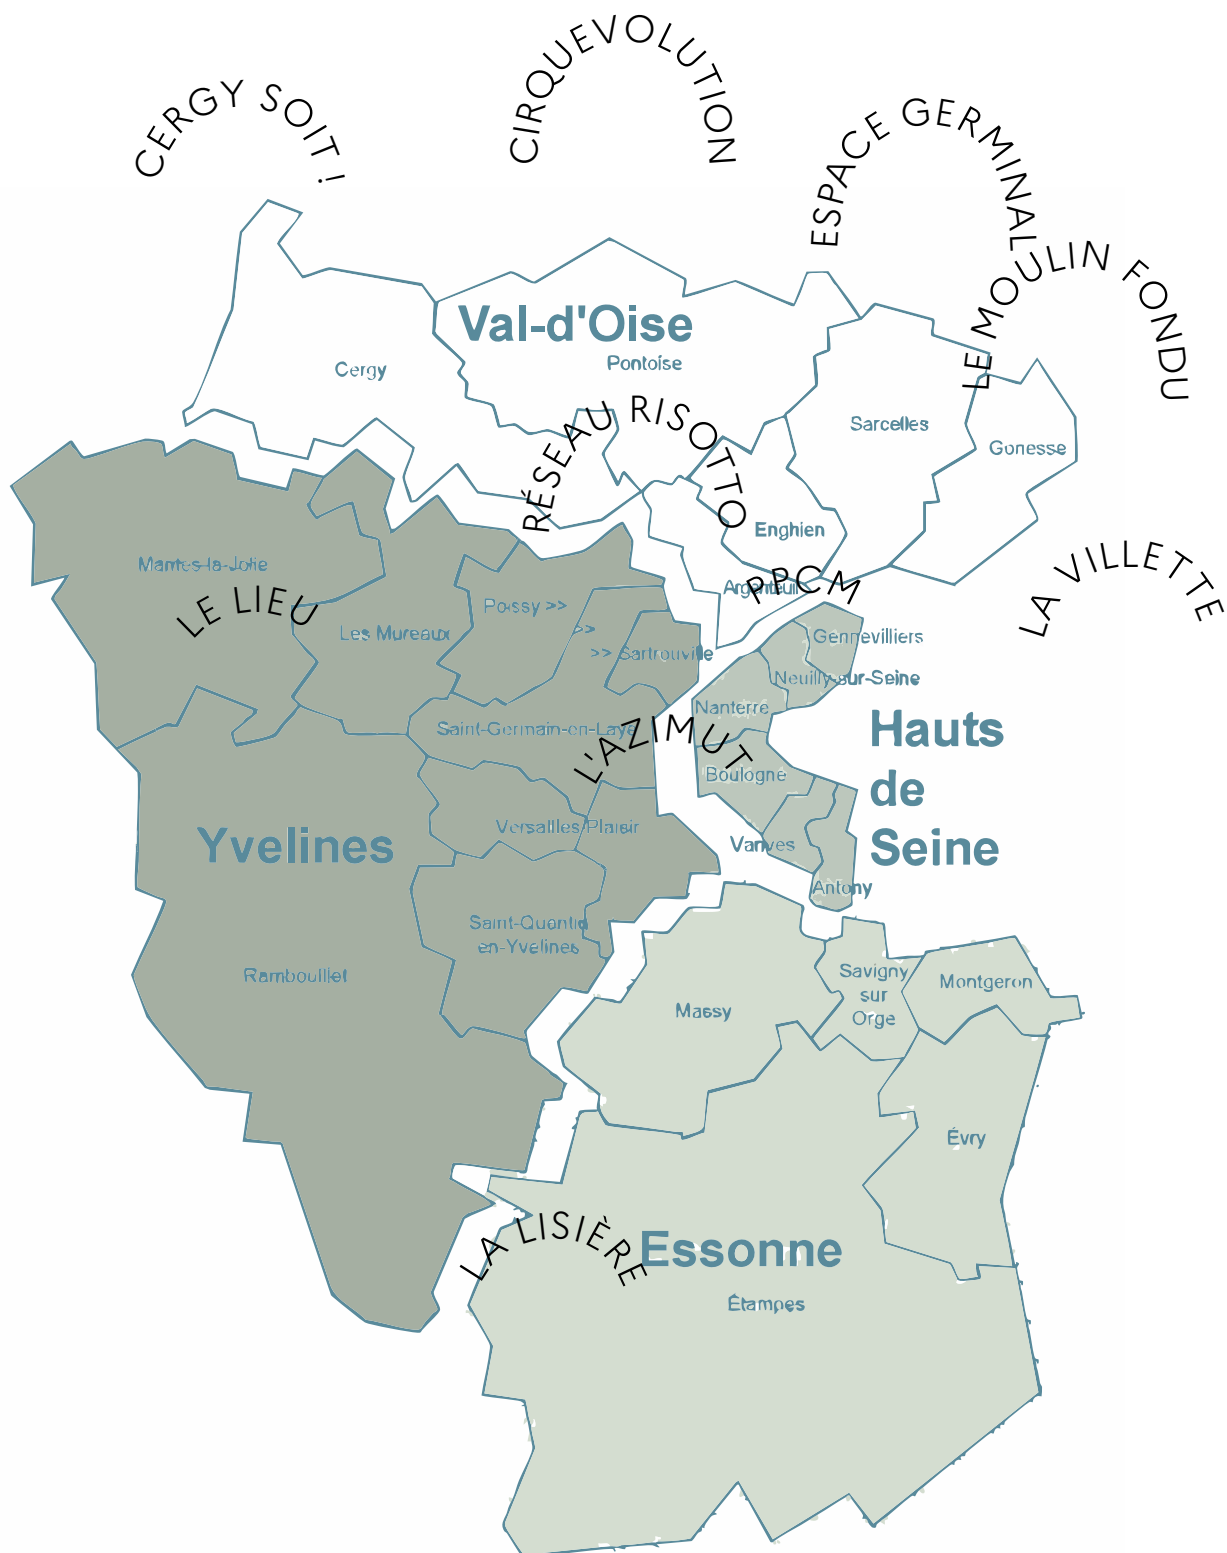 CIRQUEVOLUTION
CERGY SOIT !
ESPACE GERMINAL
LE MOULIN FONDU
Val-d'Oise
Pontoise
Cergy
RÉSEAU RISOTTO
Sarcelles
Gonesse
Enghien
Mantes-la-Jolie
Argenteuil
PPCM
LA VILLETTE
LE LIEU
Poissy >>
>>
Les Mureaux
>> Sartrouville
Gennevilliers
Neuilly-sur-Seine
Nanterre
Saint-Germain-en-Laye
L'AZIMUT
Boulogne
Hauts
de
Seine
Versailles
Plaisir
Yvelines
Vanves
Antony
Saint-Quentin
en-Yvelines
Rambouillet
Savigny
sur
Orge
Montgeron
Massy
Évry
LA LISIÈRE
Essonne
Étampes